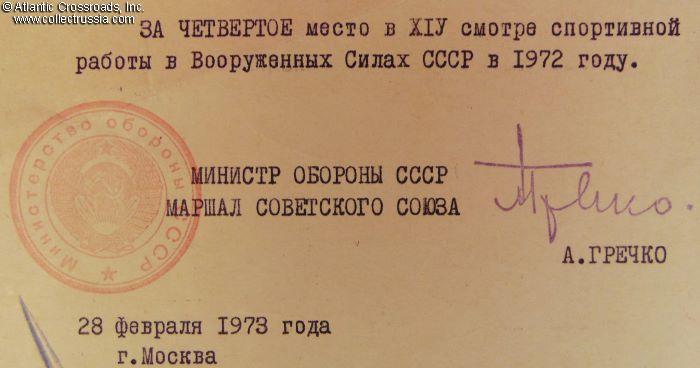 © Atlantic Crossroads, Inc.
www.collectrussia.com
ЗА ЧЕТВЕРТОЕ место в XIУ смотре спортивной
работы в Вооруженных Силах СССР в 1972 году.
Министерство обороны СССР
МИНИСТР ОБОРОНЫ СССР
МАРШАЛ СОВЕТСКОГО СОЮЗА
Гречко.
А.ГРЕЧКО
28 февраля 1973 года
г.Москва